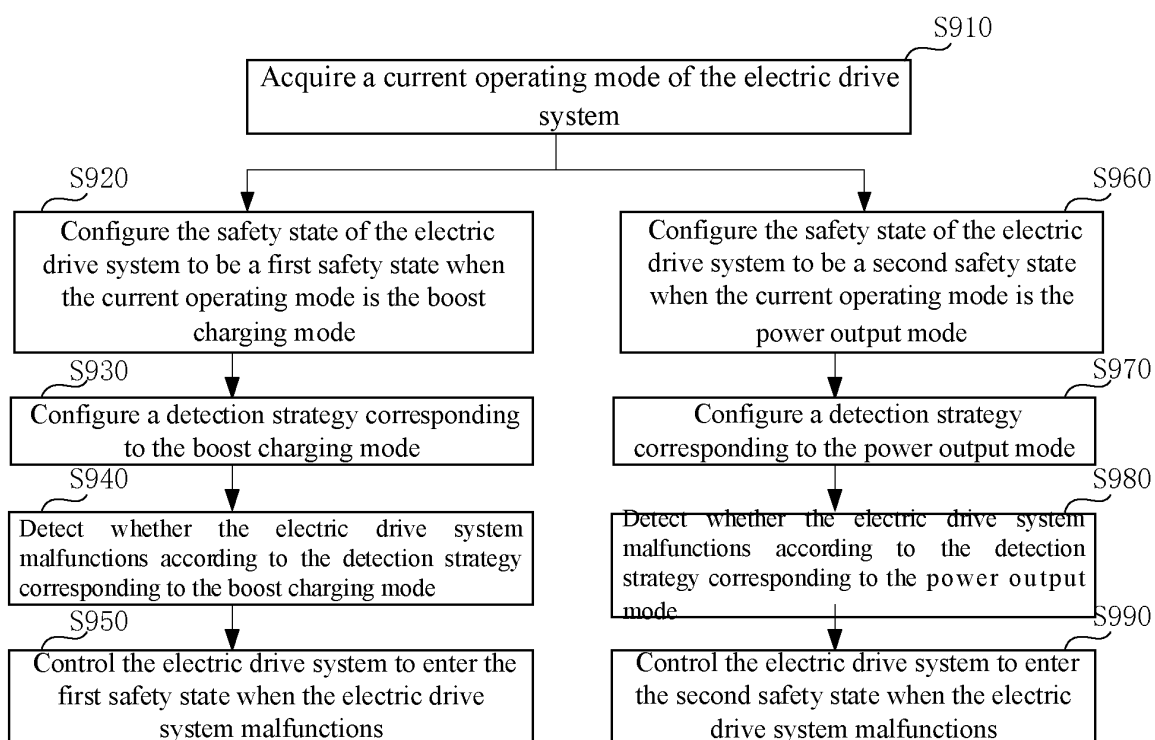 S910
Acquire a current operating mode of the electric drive
system
S920
Configure the safety state of the electric
drive system to be a first safety state when
the current operating mode is the boost
charging mode
S930
Configure a detection strategy corresponding
to the boost charging mode
S940
Detect whether the electric drive system
malfunctions according to the detection strategy
corresponding to the boost charging mode
S950
Control the electric drive system to enter the
first safety state when the electric drive
system malfunctions
S960
Configure the safety state of the electric
drive system to be a second safety state
when the current operating mode is the
power output mode
S970
Configure a detection strategy
corresponding to the power output mode
S980
Detect whether the electric drive system
malfunctions according to the detection
strategy corresponding to the power output
mode
S990
Control the electric drive system to enter
the second safety state when the electric
drive system malfunctions